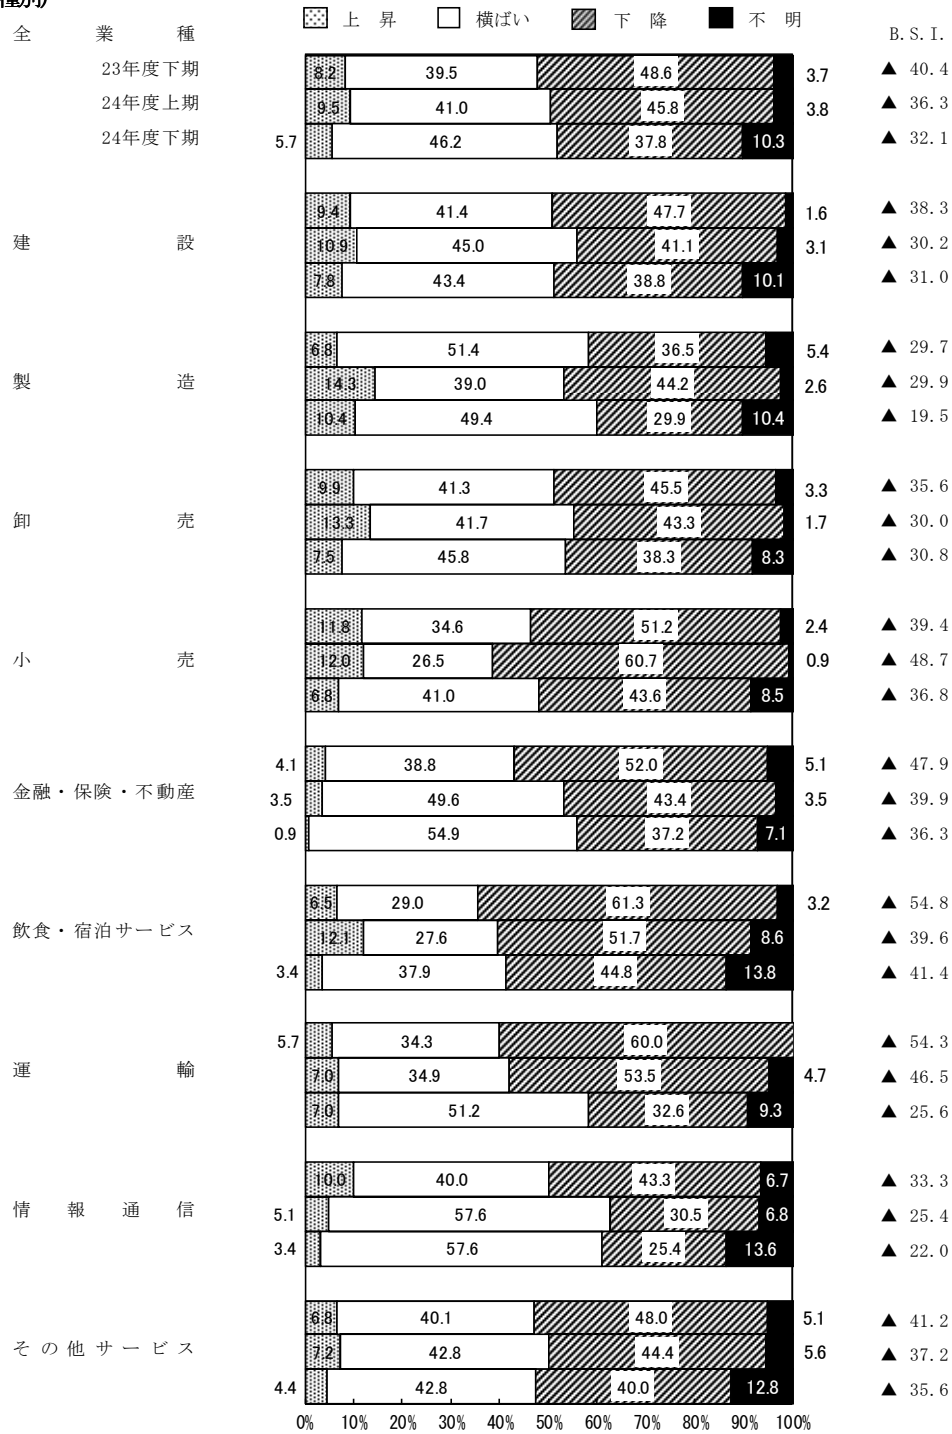 種別)
上 昇 横ばい 下 降 不 明
全 業 種 B.S.I.
23年度下期 8.2 39.5 48.6 3.7 ▲ 40.4
24年度上期 9.5 41.0 45.8 3.8 ▲ 36.3
24年度下期 5.7 46.2 37.8 10.3 ▲ 32.1
9.4 41.4 47.7 1.6 ▲ 38.3
建 設 10.9 45.0 41.1 3.1 ▲ 30.2
7.8 43.4 38.8 10.1 ▲ 31.0
6.8 51.4 36.5 5.4 ▲ 29.7
製 造 14.3 39.0 44.2 2.6 ▲ 29.9
10.4 49.4 29.9 10.4 ▲ 19.5
9.9 41.3 45.5 3.3 ▲ 35.6
卸 売 13.3 41.7 43.3 1.7 ▲ 30.0
7.5 45.8 38.3 8.3 ▲ 30.8
11.8 34.6 51.2 2.4 ▲ 39.4
小 売 12.0 26.5 60.7 0.9 ▲ 48.7
6.8 41.0 43.6 8.5 ▲ 36.8
4.1 38.8 52.0 5.1 ▲ 47.9
金融・保険・不動産 3.5 49.6 43.4 3.5 ▲ 39.9
0.9 54.9 37.2 7.1 ▲ 36.3
6.5 29.0 61.3 3.2 ▲ 54.8
飲食・宿泊サービス 12.1 27.6 51.7 8.6 ▲ 39.6
3.4 37.9 44.8 13.8 ▲ 41.4
5.7 34.3 60.0 ▲ 54.3
運 輸 7.0 34.9 53.5 4.7 ▲ 46.5
7.0 51.2 32.6 9.3 ▲ 25.6
10.0 40.0 43.3 6.7 ▲ 33.3
情 報 通 信 5.1 57.6 30.5 6.8 ▲ 25.4
3.4 57.6 25.4 13.6 ▲ 22.0
6.8 40.1 48.0 5.1 ▲ 41.2
その他サービス 7.2 42.8 44.4 5.6 ▲ 37.2
4.4 42.8 40.0 12.8 ▲ 35.6
0% 10% 20% 30% 40% 50% 60% 70% 80% 90% 100%